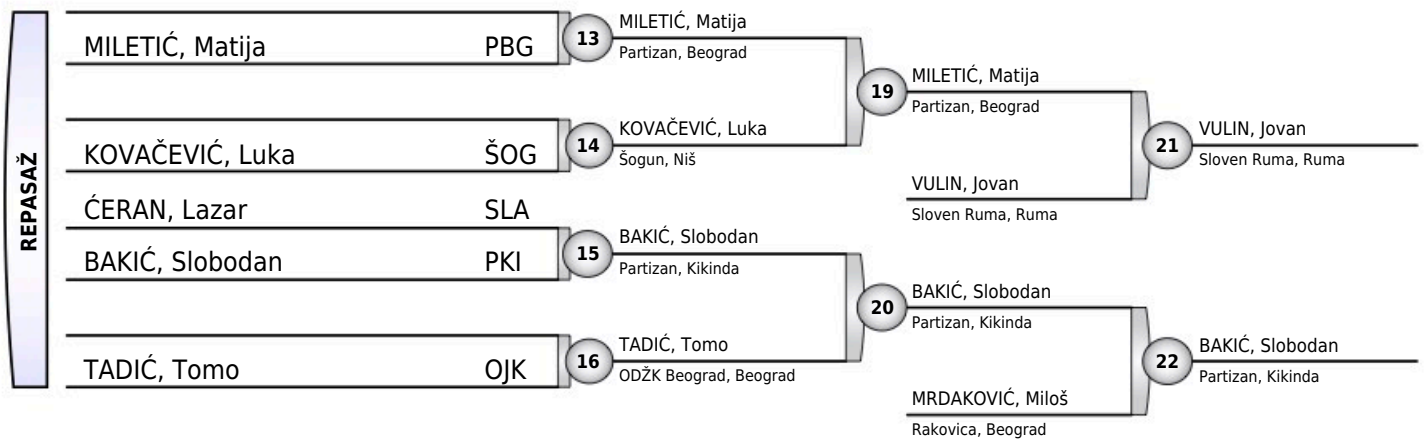 REPASAŽ
MILETIĆ, Matija PBG
KOVAČEVIĆ, Luka ŠOG
ĆERAN, Lazar SLA
BAKIĆ, Slobodan PKI
TADIĆ, Tomo OJK
13
MILETIĆ, Matija
Partizan, Beograd
14
KOVAČEVIĆ, Luka
Šogun, Niš
15
BAKIĆ, Slobodan
Partizan, Kikinda
16
TADIĆ, Tomo
ODŽK Beograd, Beograd
19
MILETIĆ, Matija
Partizan, Beograd
VULIN, Jovan
Sloven Ruma, Ruma
20
BAKIĆ, Slobodan
Partizan, Kikinda
MRDAKOVIĆ, Miloš
Rakovica, Beograd
21
VULIN, Jovan
Sloven Ruma, Ruma
22
BAKIĆ, Slobodan
Partizan, Kikinda